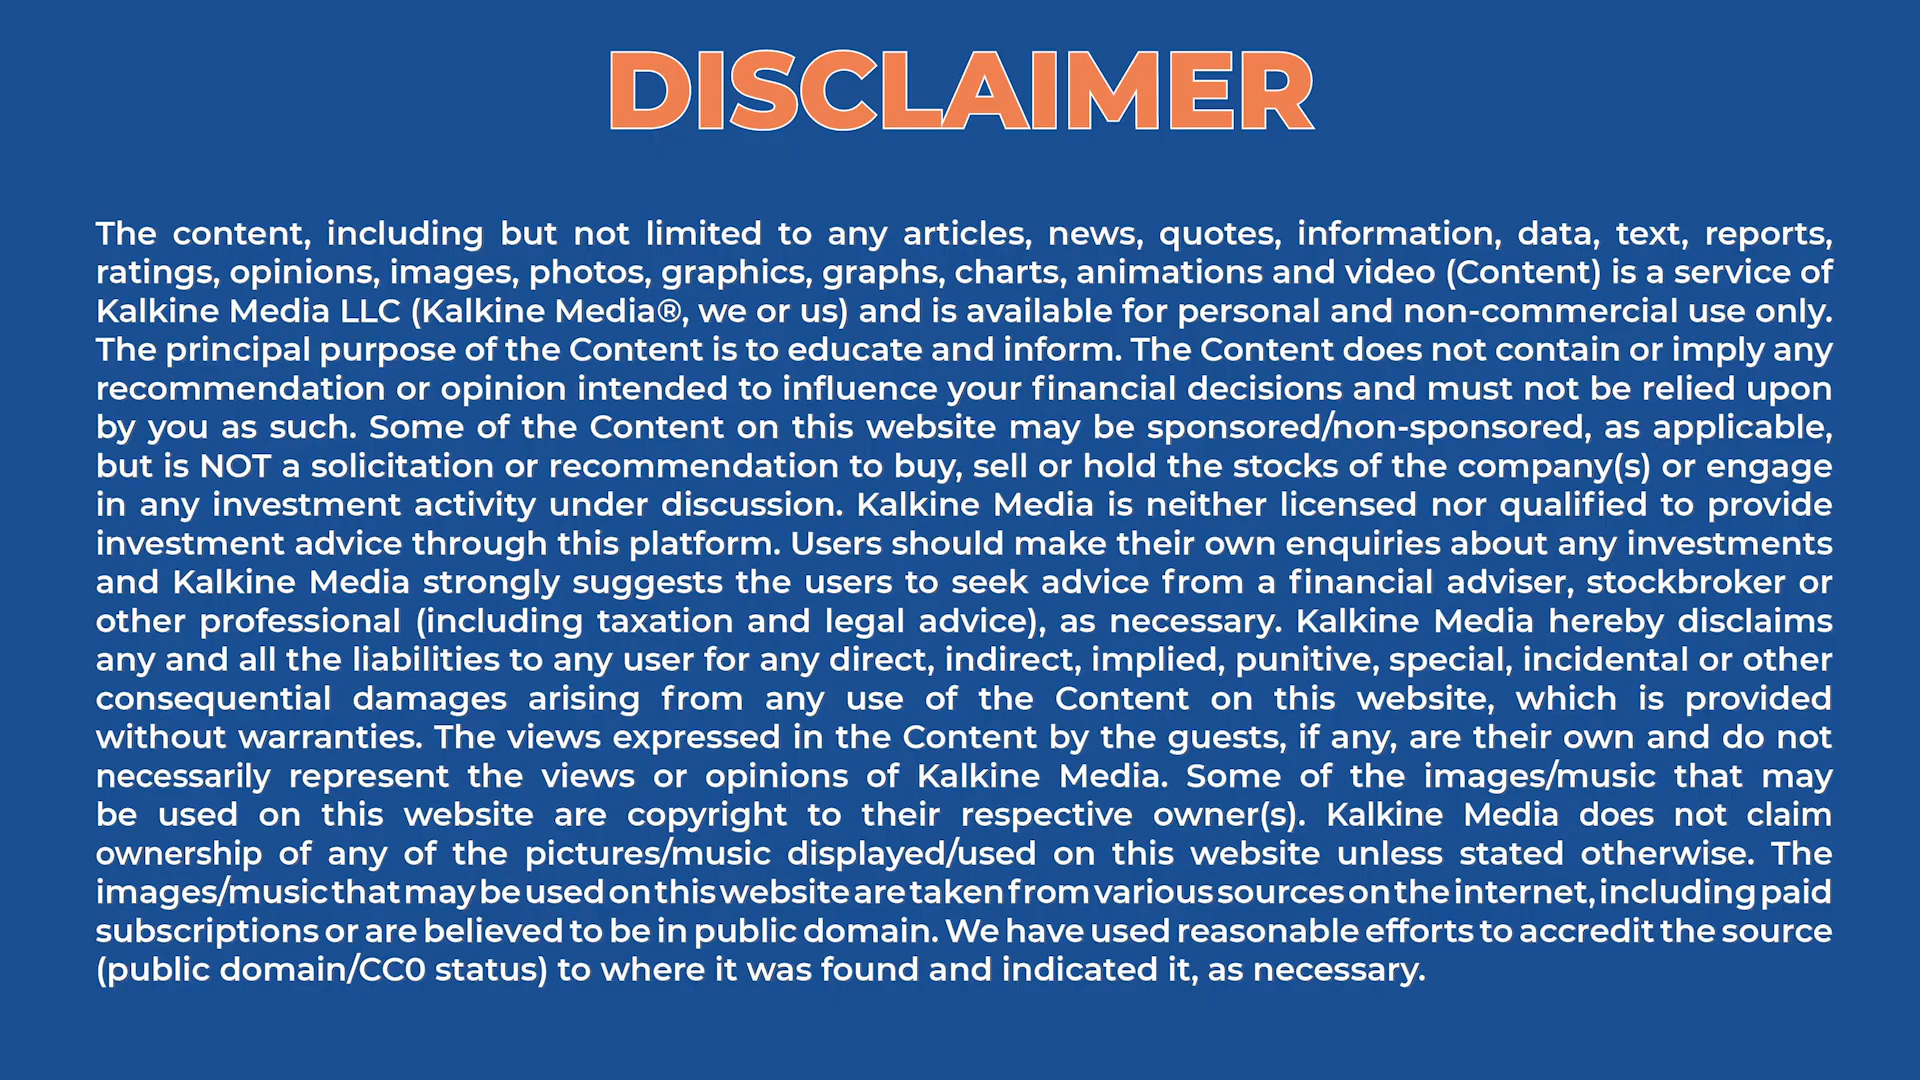 DISCLAIMER
The content, including but not limited to any articles, news, quotes, information, data, text, reports,
ratings, opinions, images, photos, graphics, graphs, charts, animations and video (Content) is a service of
Kalkine Media LLC (Kalkine Media®, we or us) and is available for personal and non-commercial use only.
The principal purpose of the Content is to educate and inform. The Content does not contain or imply any
recommendation or opinion intended to influence your financial decisions and must not be relied upon
by you as such. Some of the Content on this website may be sponsored/non-sponsored, as applicable,
but is NOT a solicitation or recommendation to buy, sell or hold the stocks of the company(s) or engage
in any investment activity under discussion. Kalkine Media is neither licensed nor qualified to provide
investment advice through this platform. Users should make their own enquiries about any investments
and Kalkine Media strongly suggests the users to seek advice from a financial adviser, stockbroker or
other professional (including taxation and legal advice), as necessary. Kalkine Media hereby disclaims
any and all the liabilities to any user for any direct, indirect, implied, punitive, special, incidental or other
consequential damages arising from any use of the Content on this website, which is provided
without warranties. The views expressed in the Content by the guests, if any, are their own and do not
necessarily represent the views or opinions of Kalkine Media. Some of the images/music that may
be used on this website are copyright to their respective owner(s). Kalkine Media does not claim
ownership of any of the pictures/music displayed/used on this website unless stated otherwise. The
images/music that may be used on this website are taken from various sources on the internet, including paid
subscriptions or are believed to be in public domain. We have used reasonable efforts to accredit the source
(public domain/CC0 status) to where it was found and indicated it, as necessary.